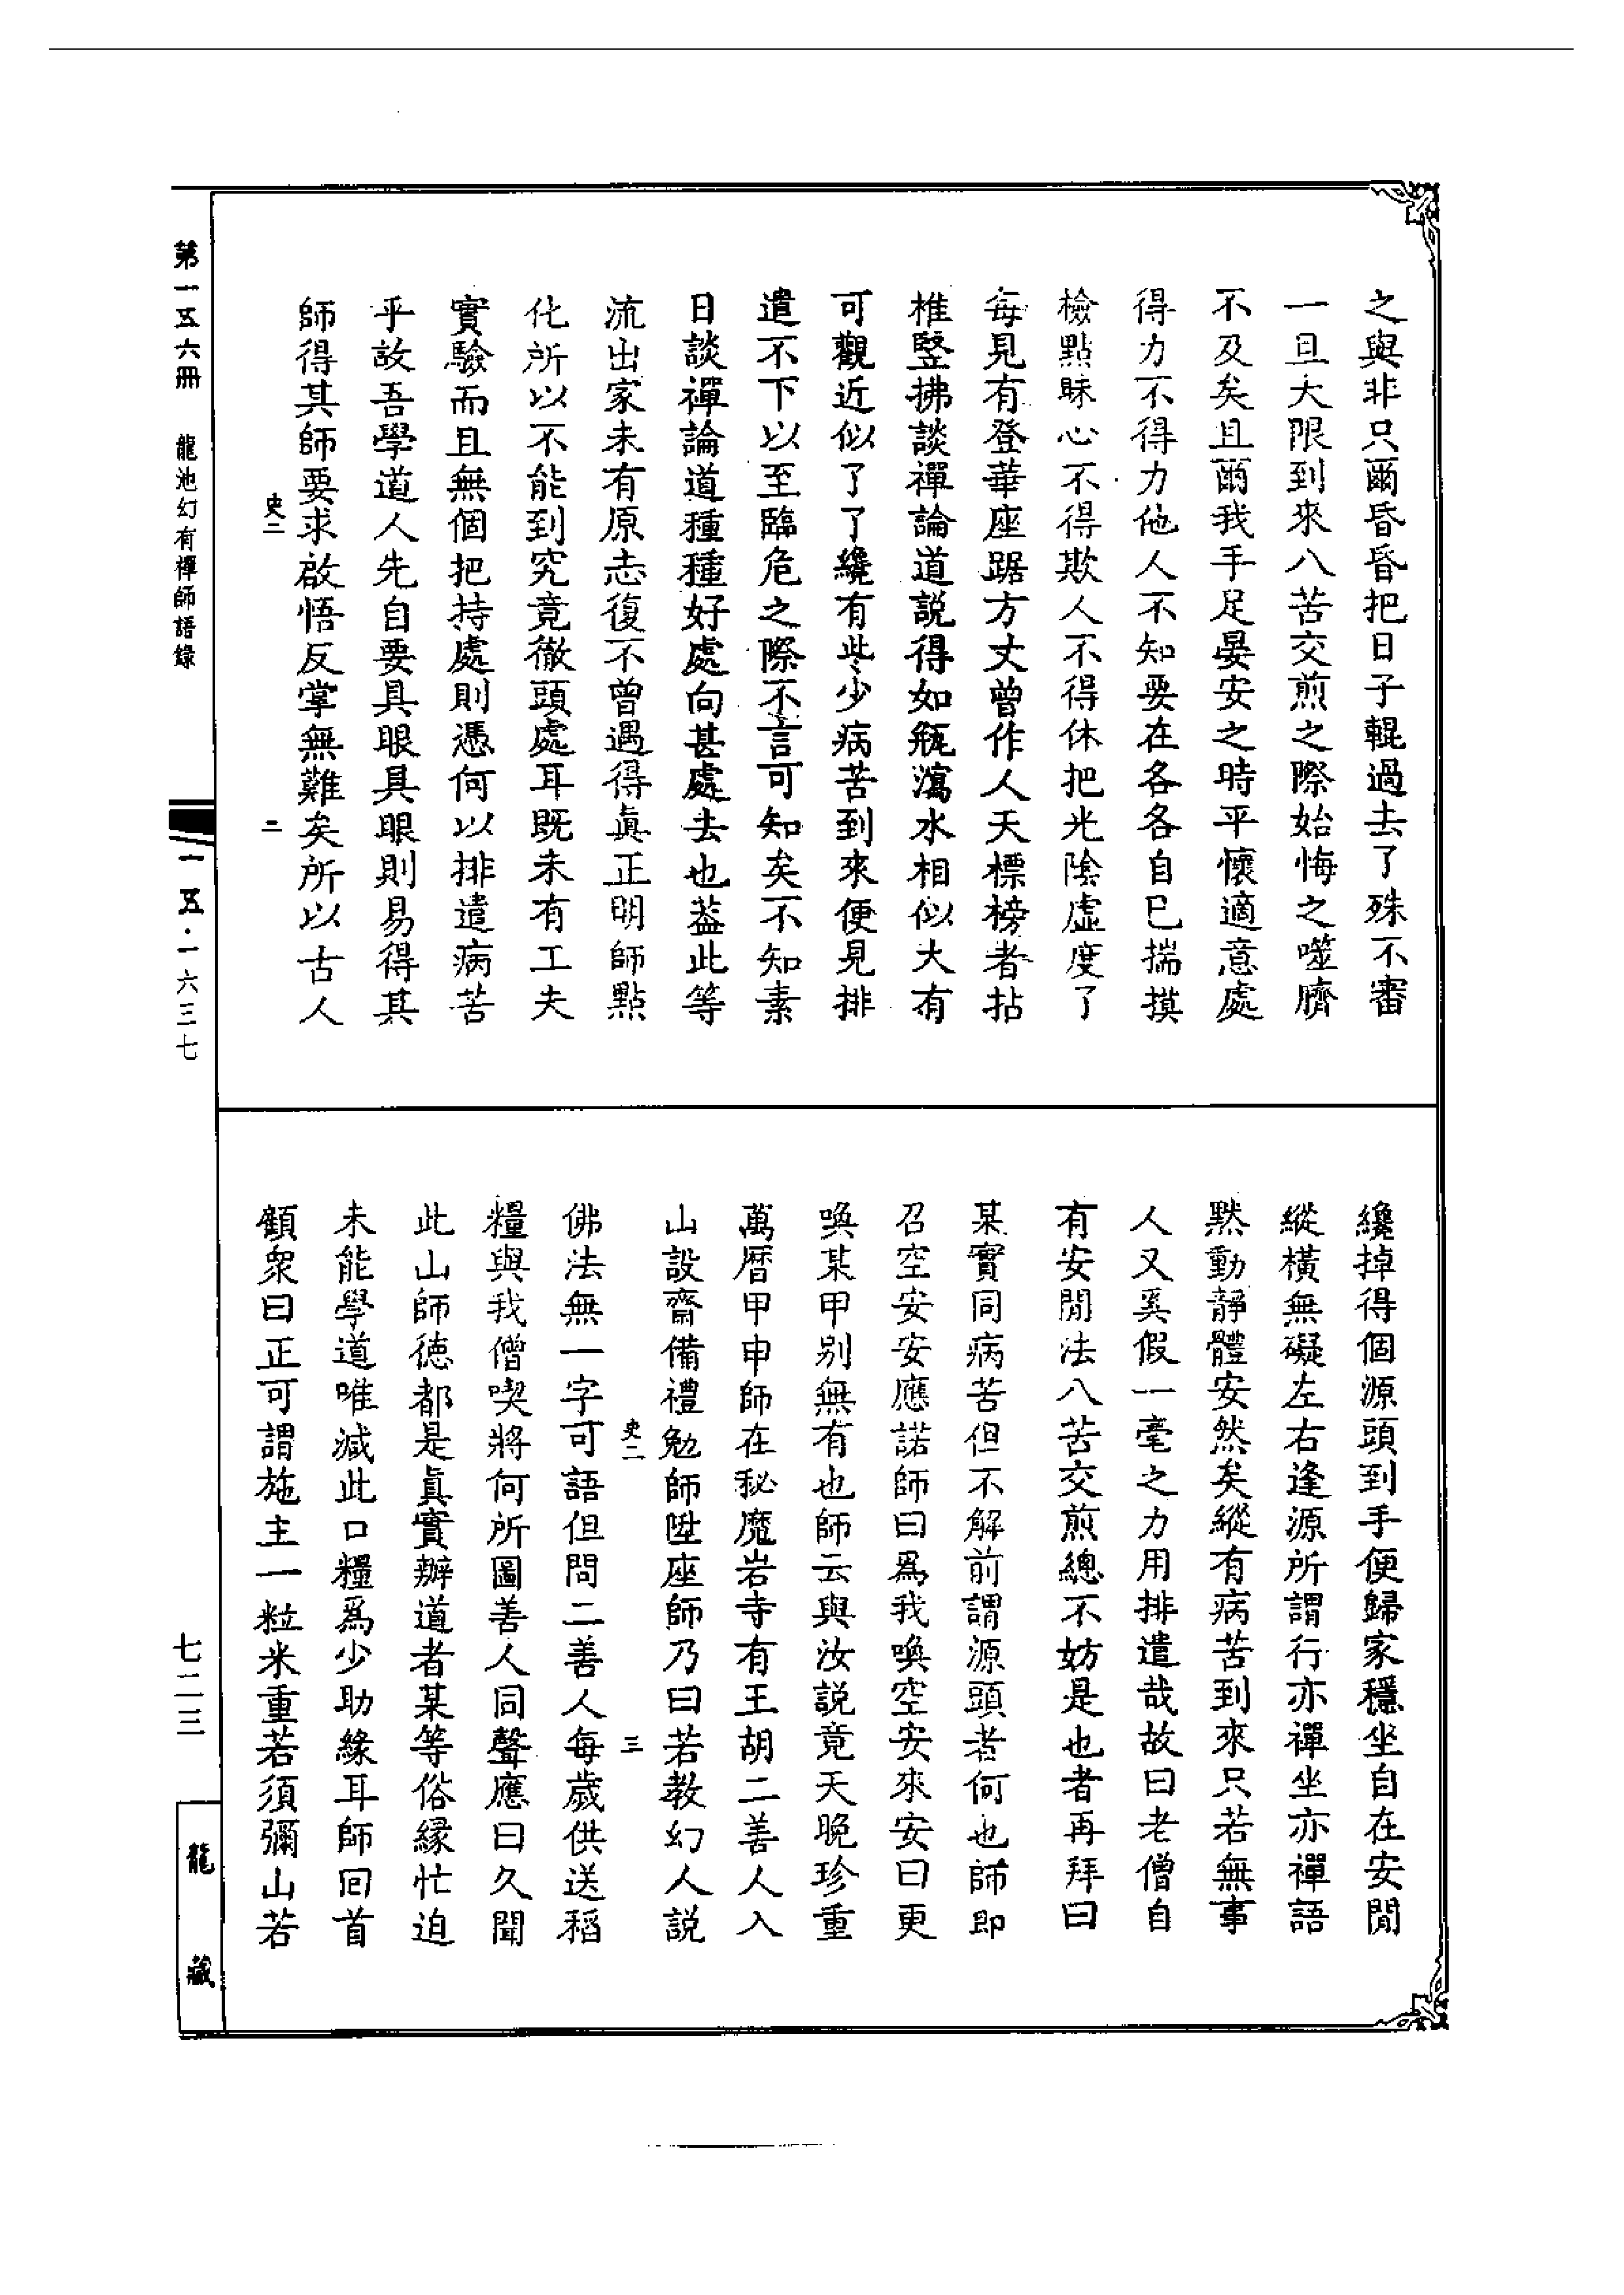 之與非只爾昏昏把日子輥過去了殊不審
一旦大限到來八苦交煎之際始悔之噬臍
不及矣且爾我手足晏安之時平懷適意處
得力不得力他人不知要在各各自巳揣摸
檢點昧心不得欺人不得休把光陰虛度了
每見有登華座踞方丈曾作人天標榜者拈
椎豎拂談禪論道説得如瓶瀉水相似大有
可觀近似了了纔有些少病苦到來便見排
遣不下以至臨危之際不言可知矣不知素
日談禪論道種種好處向甚處去也葢此等
流出家未有原志復不曾遇得眞正明師點
化所以不能到究竟徹頭處耳既未有工夫
實驗而且無個把持處則憑何以排遣病苦
乎故吾學道人先自要具眼具眼則易得其
師得其師要求啟悟反掌無難矣所以古人
史二 二
纔掉得個源頭到手便歸家穩坐自在安閒
縱橫無礙左右逢源所謂行亦禪坐亦禪語
默動靜體安然矣縱有病苦到來只若無事
人又奚假一毫之力用排遣哉故曰老僧自
有安閒法八苦交煎總不妨是也者再拜曰
某實同病苦但不解前謂源頭者何也師即
召空安安應諾師曰爲我喚空安來安曰更
喚某甲別無有也師云與汝説竟天晚珍重
萬曆甲申師在秘魔岩寺有王胡二善人入
山設齋備禮勉師陞座師乃曰若教幻人説
史二 三
佛法無一字可語但問二善人每歲供送稻
糧與我僧喫將何所圖善人同聲應曰久聞
此山師德都是眞實辦道者某等俗緣忙迫
未能學道唯減此口糧爲少助緣耳師回首
顧衆曰正可謂施主一粒米重若須彌山若
第一五六冊 龍池幻有禪師語錄
一五·一六三七
七二三
龍藏